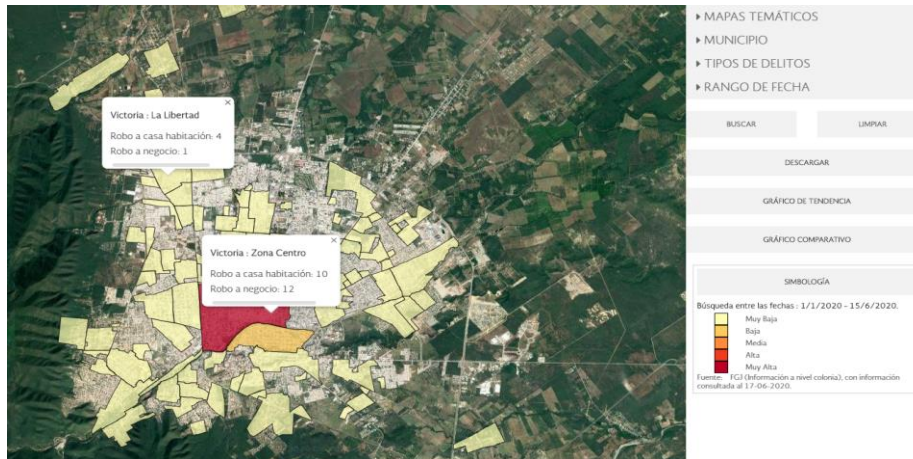 Victoria : La Libertad
Robo a casa habitación: 4
Robo a negocio: 1
Victoria : Zona Centro
Robo a casa habitación: 10
Robo a negocio: 12
MAPAS TEMÁTICOS
MUNICIPIO
TIPOS DE DELITOS
RANGO DE FECHA
BUSCAR
LIMPIAR
DESCARGAR
GRÁFICO DE TENDENCIA
GRÁFICO COMPARATIVO
SIMBOLOGÍA
Búsqueda entre las fechas : 1/1/2020 - 15/6/2020.
Muy Baja
Baja
Media
Alta
Muy Alta
Fuente: FGJ (Información a nivel colonia), con información
consultada al 17-06-2020.